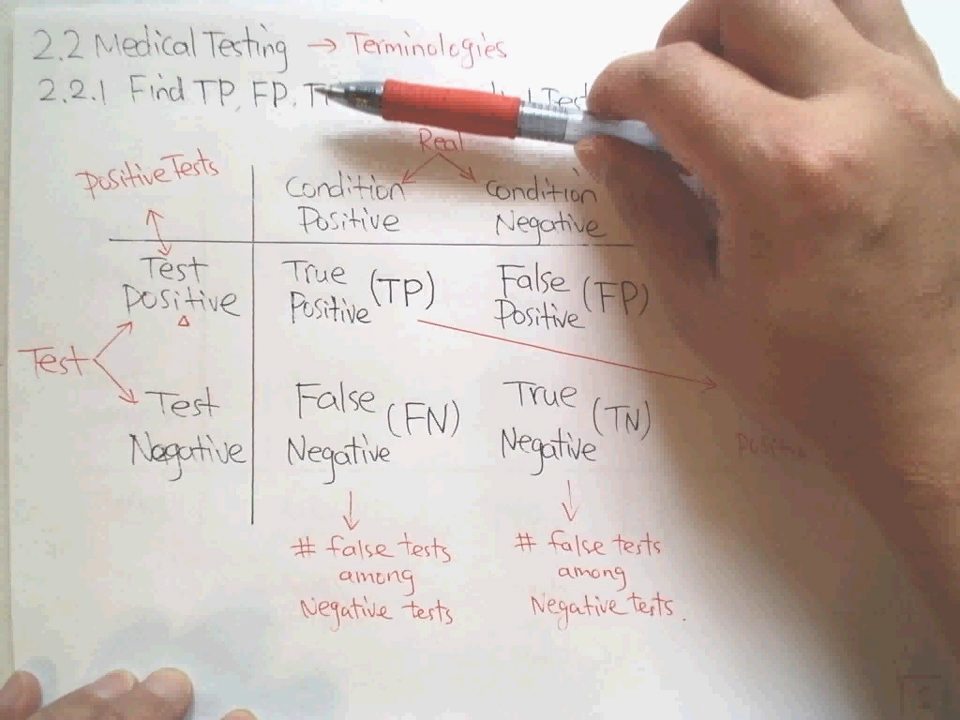 2.2 Medical Testing → Terminologies
2.2.1 Find TP, FP,
Real
Positive Tests
Condition Positive
Condition Negative
Test Positive
True Positive (TP)
False Positive (FP)
Test
Test Negative
False Negative (FN)
True Negative (TN)
# false tests
among
Negative tests
# false tests
among
Negative tests.